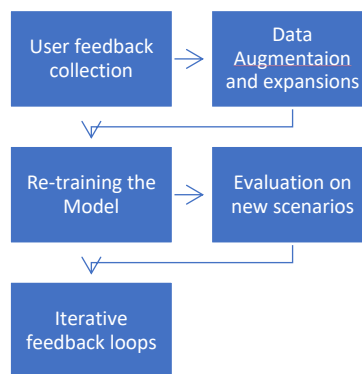 User feedback
collection
Data
Augmentaion
and expansions
Re-training the
Model
Evaluation on
new scenarios
Iterative
feedback loops